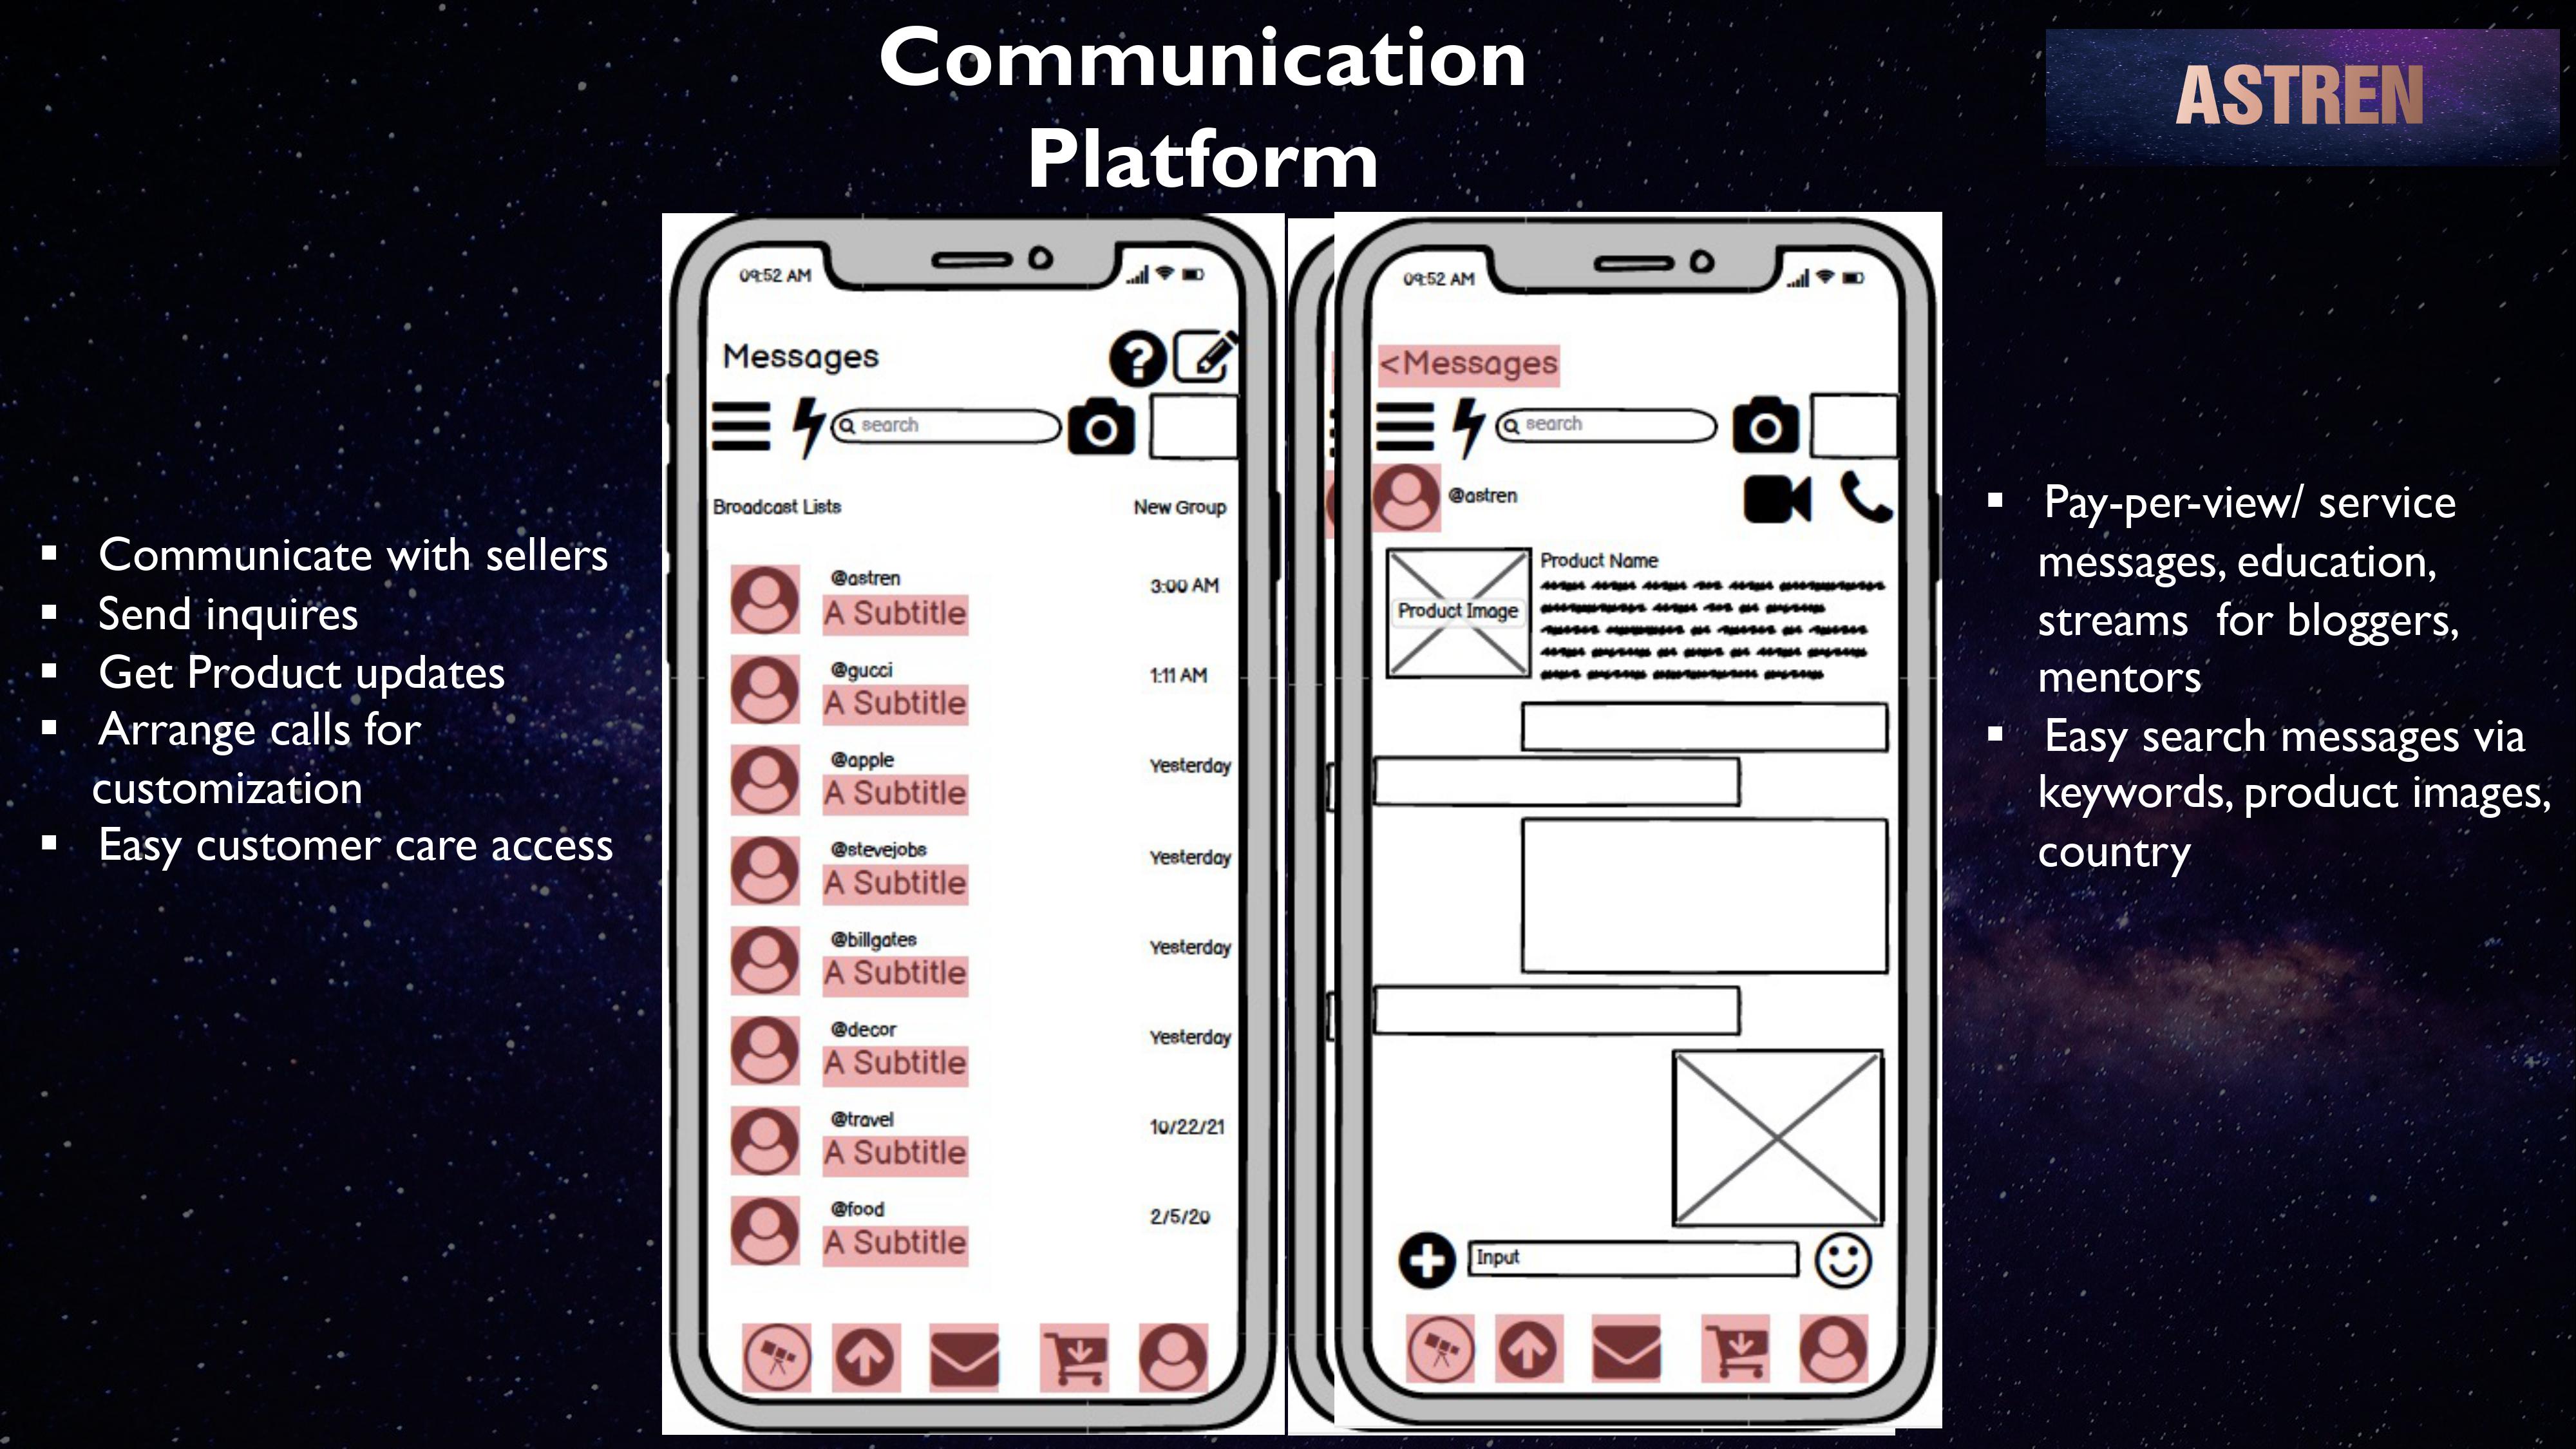 Communication
Platform
ASTREN
▪ Communicate with sellers
▪ Send inquires
▪ Get Product updates
▪ Arrange calls for
customization
▪ Easy customer care access
09:52 AM
Messages
search
Broadcast Lists New Group
@astren
A Subtitle
3:00 AM
@gucci
A Subtitle
1:11 AM
@apple
A Subtitle
Yesterday
@stevejobs
A Subtitle
Yesterday
@billgates
A Subtitle
Yesterday
@decor
A Subtitle
Yesterday
@travel
A Subtitle
10/22/21
@food
A Subtitle
2/5/20
09:52 AM
<Messages
search
@astren
Product Name
Product Image
Input
▪ Pay-per-view/ service
messages, education,
streams for bloggers,
mentors
▪ Easy search messages via
keywords, product images,
country